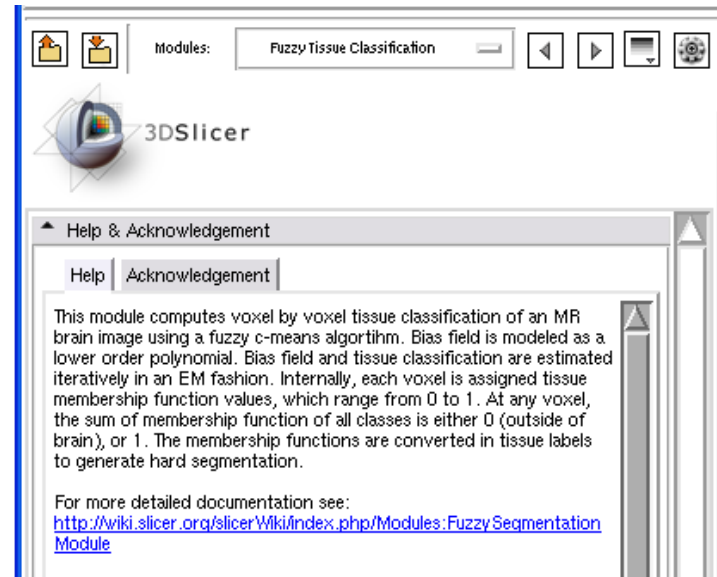 Modules: Fuzzy Tissue Classification
3DSlicer
Help & Acknowledgement
Help Acknowledgement
This module computes voxel by voxel tissue classification of an MR
brain image using a fuzzy c-means algortihm. Bias field is modeled as a
lower order polynomial. Bias field and tissue classification are estimated
iteratively in an EM fashion. Internally, each voxel is assigned tissue
membership function values, which range from 0 to 1. At any voxel,
the sum of membership function of all classes is either 0 (outside of
brain), or 1. The membership functions are converted in tissue labels
to generate hard segmentation.
For more detailed documentation see:
http://wiki.slicer.org/slicerWiki/index.php/Modules:FuzzySegmentation
Module